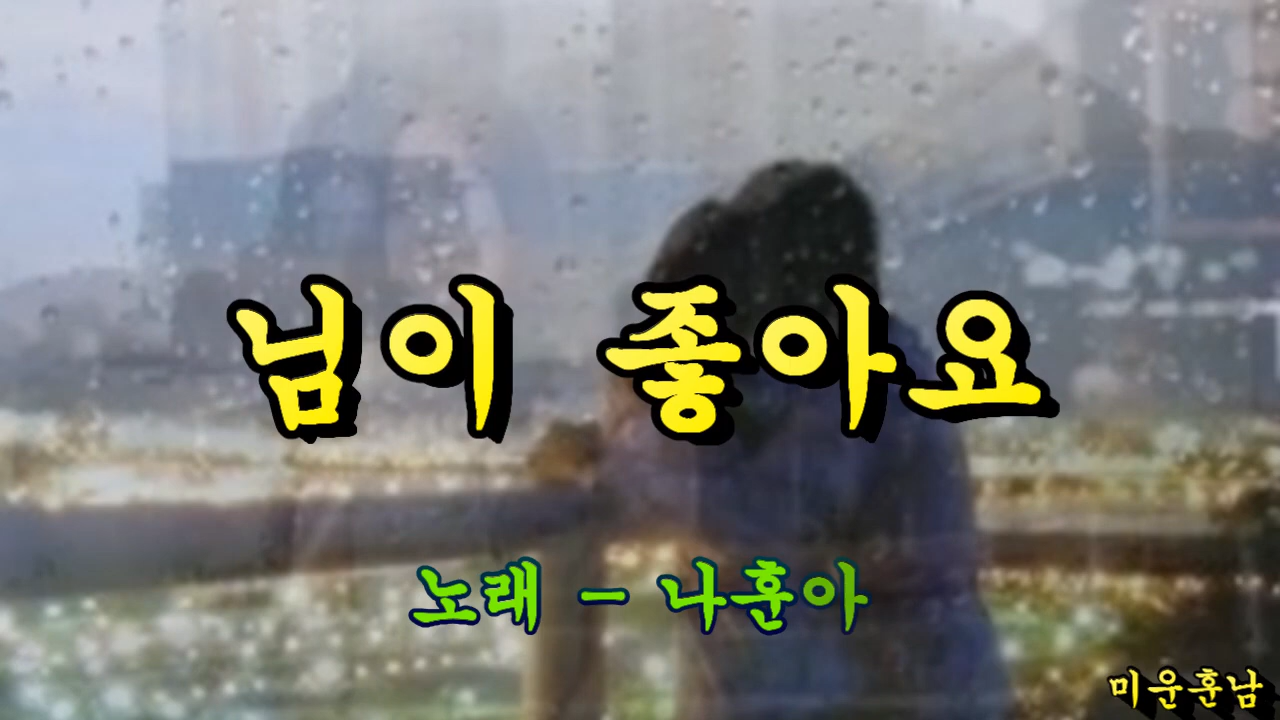 님이 좋아요
노래 - 나훈아
미운훈남